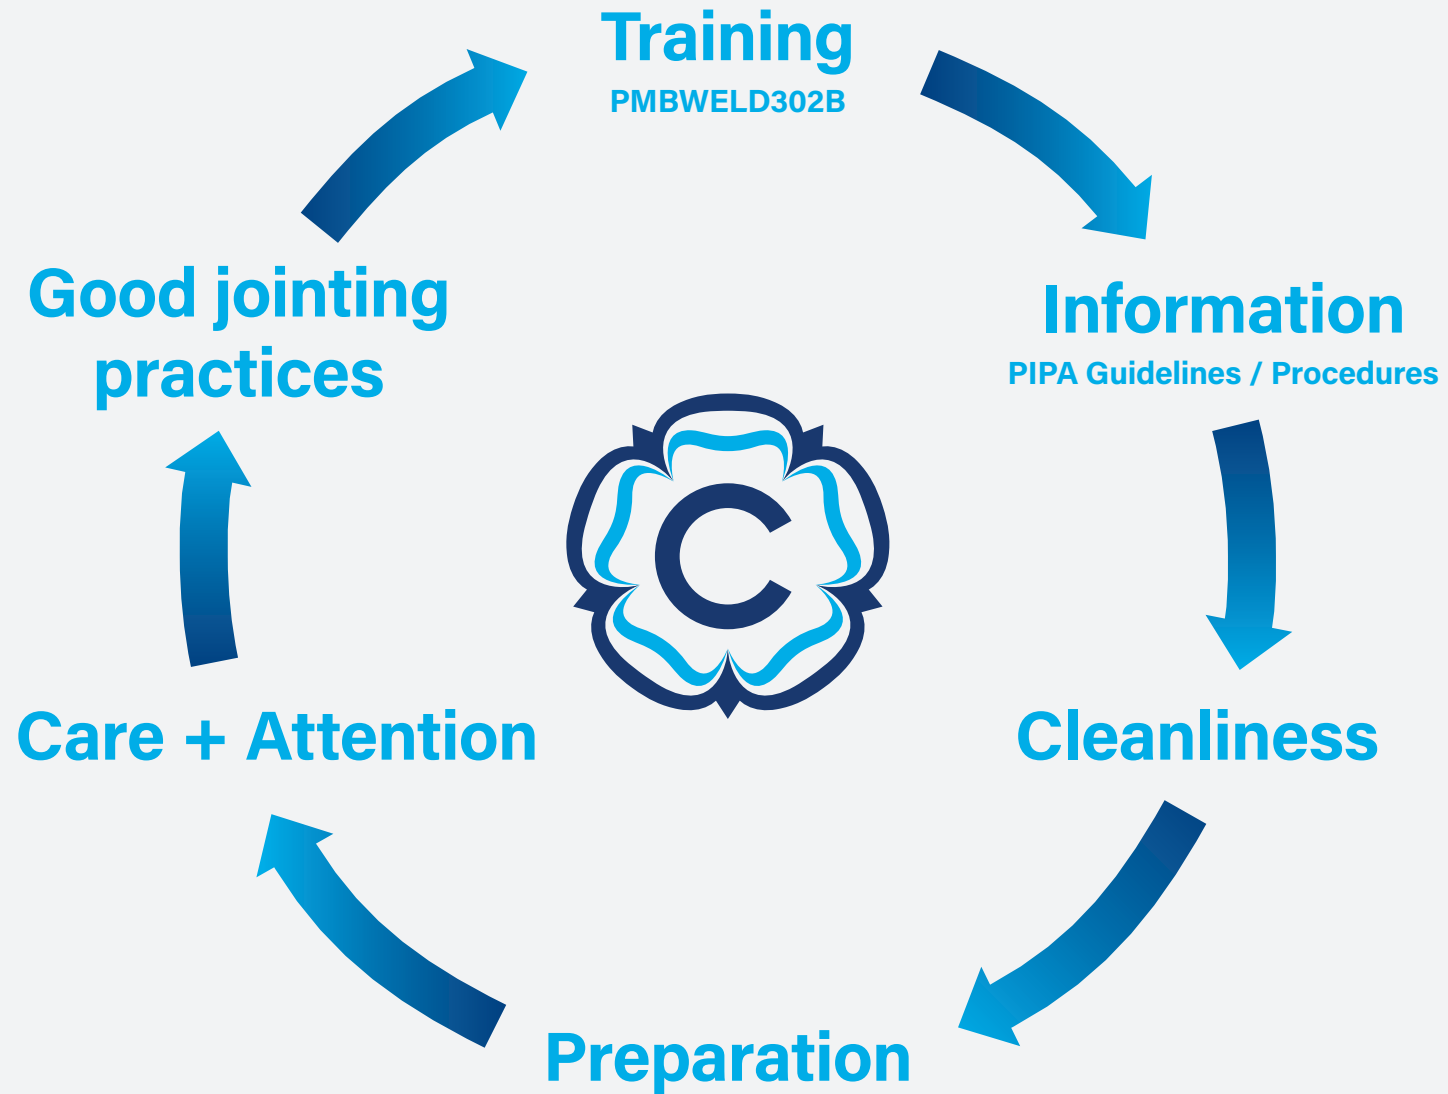 Training
PMBWELD302B
Information
PIPA Guidelines / Procedures
Cleanliness
Preparation
Care + Attention
Good jointing
practices
C